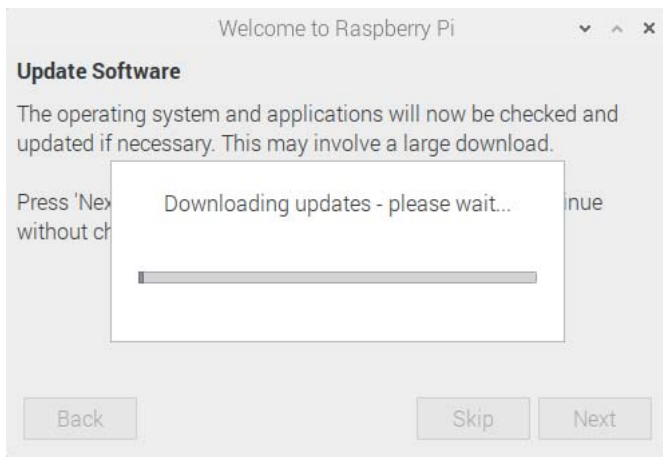 Welcome to Raspberry Pi
Update Software
The operating system and applications will now be checked and
updated if necessary. This may involve a large download.
Press 'Nex
inue
without ch
Downloading updates - please wait...
Back
Skip
Next